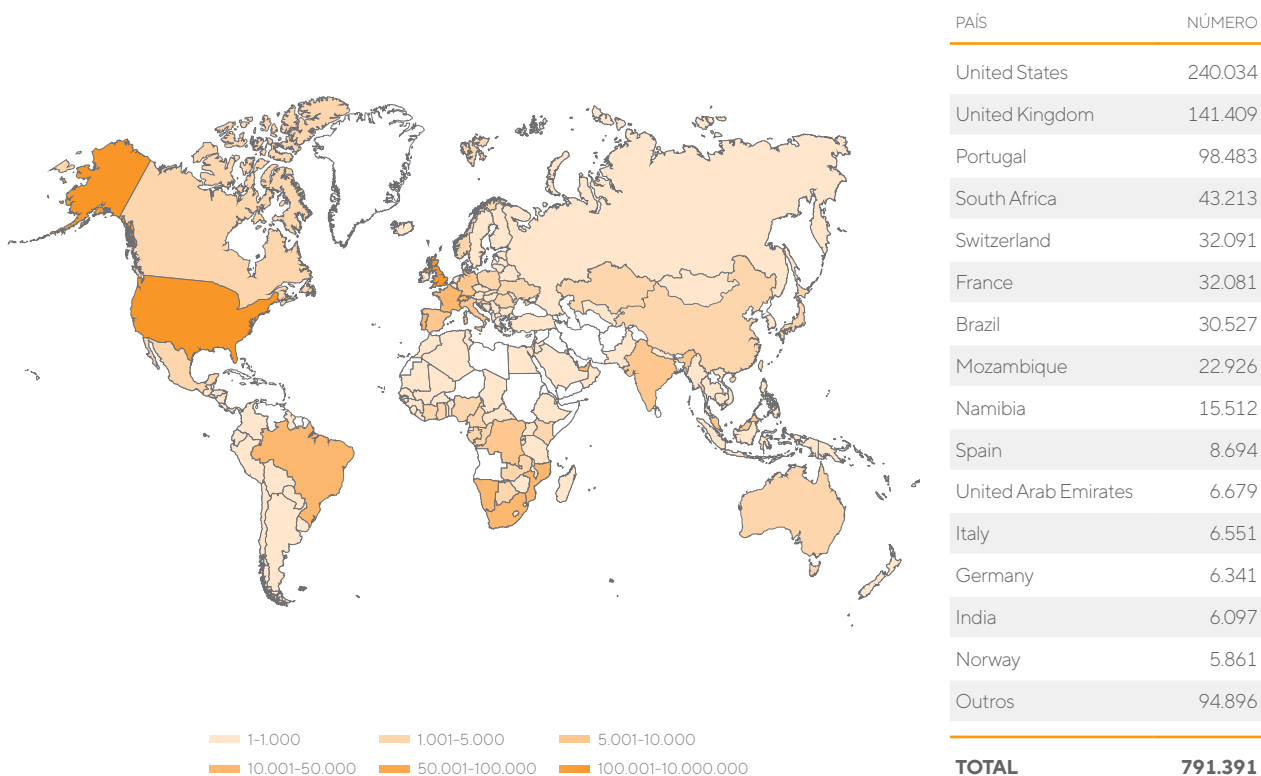 PAÍS NÚMERO
United States 240.034
United Kingdom 141.409
Portugal 98.483
South Africa 43.213
Switzerland 32.091
France 32.081
Brazil 30.527
Mozambique 22.926
Namibia 15.512
Spain 8.694
United Arab Emirates 6.679
Italy 6.551
Germany 6.341
India 6.097
Norway 5.861
Outros 94.896
TOTAL 791.391
1-1.000 1.001-5.000 5.001-10.000
10.001-50.000 50.001-100.000 100.001-10.000.000